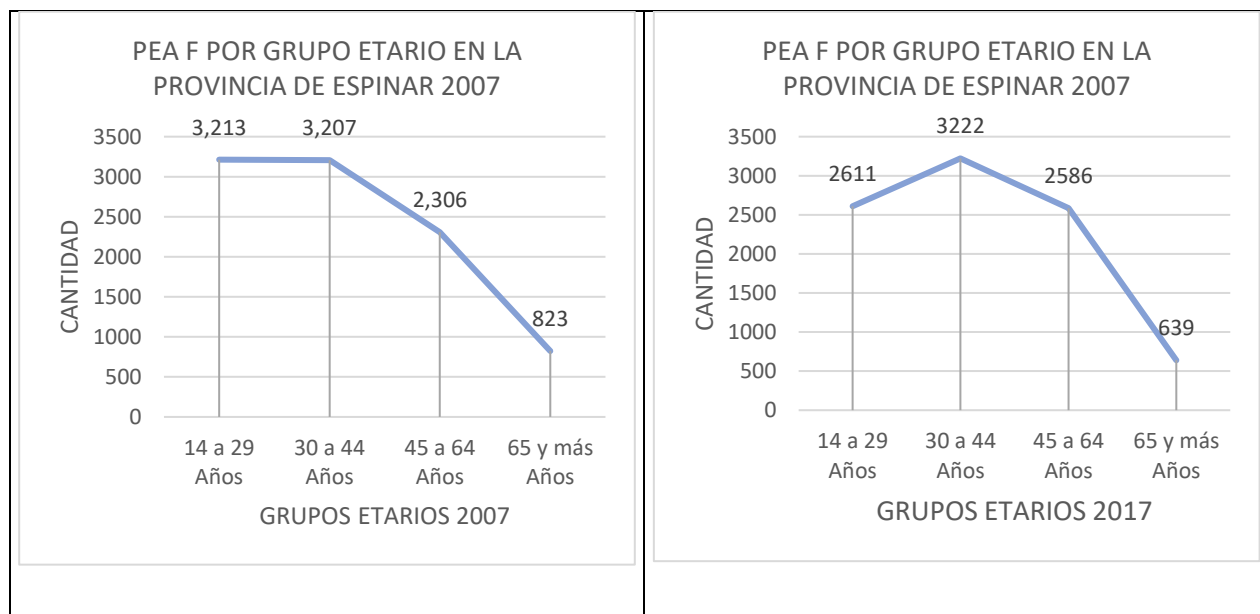 PEA F POR GRUPO ETARIO EN LA
PROVINCIA DE ESPINAR 2007
3,213
3,207
2,306
823
3500
3000
2500
2000
1500
1000
500
0
CANTIDAD
14 a 29
Años
30 a 44
Años
45 a 64
Años
65 y más
Años
GRUPOS ETARIOS 2007
PEA F POR GRUPO ETARIO EN LA
PROVINCIA DE ESPINAR 2007
2611
3222
2586
639
3500
3000
2500
2000
1500
1000
500
0
CANTIDAD
14 a 29
Años
30 a 44
Años
45 a 64
Años
65 y más
Años
GRUPOS ETARIOS 2017